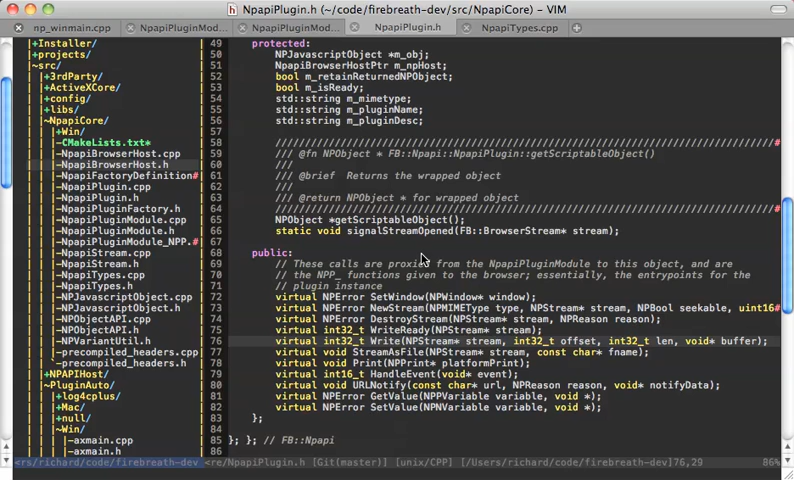 NpapiPlugin.h (~/code/firebreath-dev/src/NpapiCore) - VIM
np_winmain.cpp NpapiPluginMod... NpapiPluginMod... NpapiPlugin.h NpapiTypes.cpp
|+Installer/ 49 protected:
|+projects/ 50 NPJavascriptObject *m_obj;
|~src/ 51 NpapiBrowserHostPtr m_npHost;
| |+3rdParty/ 52 bool m_retainReturnedNPObject;
| |+ActiveXCore/ 53 bool m_isReady;
| |+config/ 54 std::string m_mimetype;
| |+libs/ 55 std::string m_pluginName;
| |~NpapiCore/ 56 std::string m_pluginDesc;
| | |+Win/ 57
| | |-CMakeLists.txt* 58 ////////////////////////////////////////////////////////////////////////////#
| | |-NpapiBrowserHost.cpp 59 /// @fn NPObject * FB::Npapi::NpapiPlugin::getScriptableObject()
| | |-NpapiBrowserHost.h 60 ///
| | |-NpapiFactoryDefinition# 61 /// @brief Returns the wrapped object
| | |-NpapiPlugin.cpp 62 ///
| | |-NpapiPlugin.h 63 /// @return NPObject * for wrapped object
| | |-NpapiPluginFactory.h 64 ////////////////////////////////////////////////////////////////////////////#
| | |-NpapiPluginModule.cpp 65 NPObject *getScriptableObject();
| | |-NpapiPluginModule.h 66 static void signalStreamOpened(FB::BrowserStream* stream);
| | |-NpapiPluginModule_NPP.# 67
| | |-NpapiStream.cpp 68 public:
| | |-NpapiStream.h 69 // These calls are proxied from the NpapiPluginModule to this object, and are
| | |-NpapiTypes.cpp 70 // the NPP_ functions given to the browser; essentially, the entrypoints for the
| | |-NpapiTypes.h 71 // plugin instance
| | |-NPJavascriptObject.cpp 72 virtual NPError SetWindow(NPWindow* window);
| | |-NPJavascriptObject.h 73 virtual NPError NewStream(NPMIMEType type, NPStream* stream, NPBool seekable, uint16#
| | |-NPObjectAPI.cpp 74 virtual NPError DestroyStream(NPStream* stream, NPReason reason);
| | |-NPObjectAPI.h 75 virtual int32_t WriteReady(NPStream* stream);
| | |-NPVariantUtil.h 76 virtual int32_t Write(NPStream* stream, int32_t offset, int32_t len, void* buffer);
| | |-precompiled_headers.cpp 77 virtual void StreamAsFile(NPStream* stream, const char* fname);
| | `-precompiled_headers.h 78 virtual void Print(NPPrint* platformPrint);
| |+NPAPIHost/ 79 virtual int16_t HandleEvent(void* event);
| |~PluginAuto/ 80 virtual void URLNotify(const char* url, NPReason reason, void* notifyData);
| | |+log4cplus/ 81 virtual NPError GetValue(NPPVariable variable, void *);
| | |+Mac/ 82 virtual NPError SetValue(NPNVariable variable, void *);
| | |+null/ 83 };
| | |~Win/ 84
| | | |-axmain.cpp 85 }; }; // FB::Npapi
| | | |-axmain.h 86
<rs/richard/code/firebreath-dev <re/NpapiPlugin.h [Git(master)] [unix/CPP] [/Users/richard/code/firebreath-dev]76,29 86%